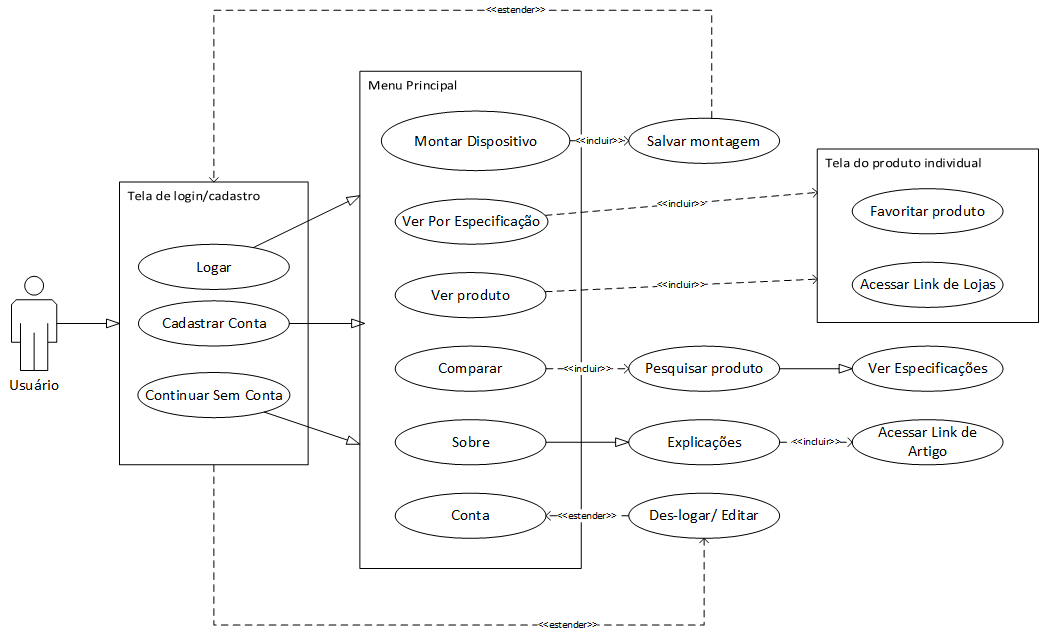 <<estender>>
Menu Principal
Montar Dispositivo
<<incluir>>
Salvar montagem
Tela do produto individual
Tela de login/cadastro
Ver Por Especificação
<<incluir>>
Favoritar produto
Logar
Ver produto
<<incluir>>
Acessar Link de Lojas
Cadastrar Conta
Usuário
Comparar
<<incluir>>
Pesquisar produto
Ver Especificações
Continuar Sem Conta
Sobre
Explicações
<<incluir>>
Acessar Link de
Artigo
Conta
<<estender>>
Des-logar/ Editar
<<estender>>